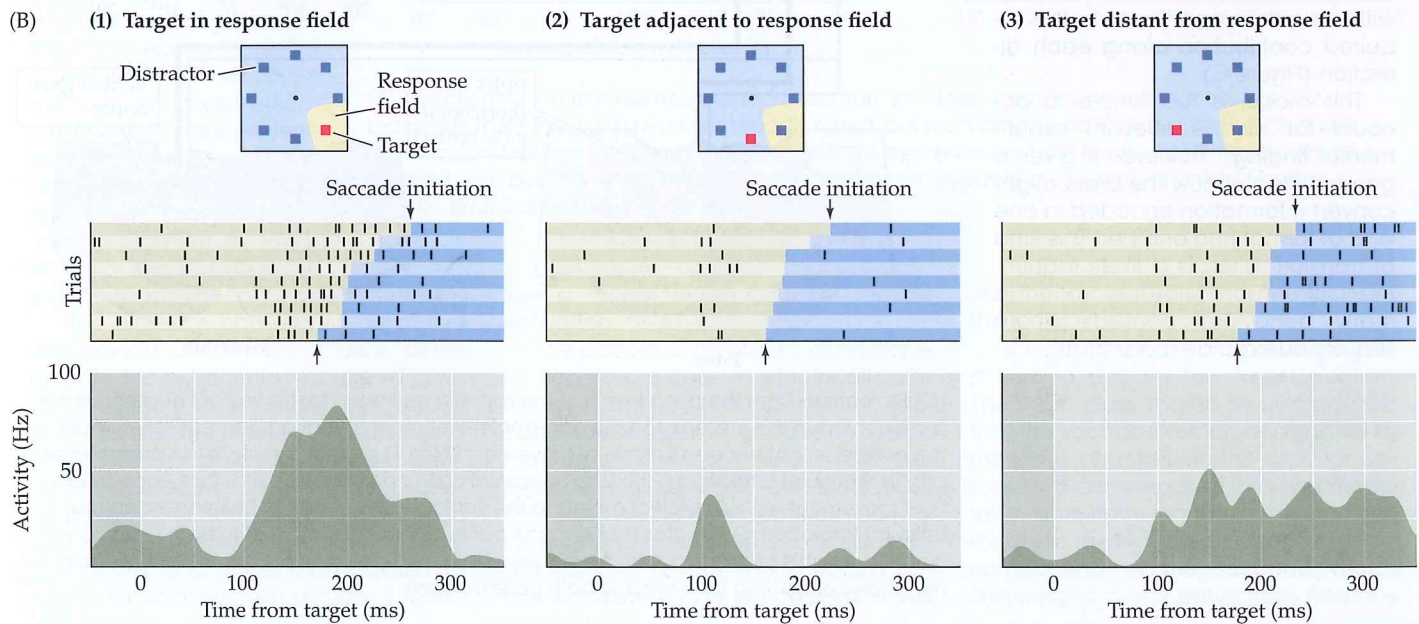 (B) (1) Target in response field (2) Target adjacent to response field (3) Target distant from response field
Distractor
Response
field
Target
Saccade initiation Saccade initiation Saccade initiation
Trials
Activity (Hz)
100
50
0 100 200 300 0 100 200 300 0 100 200 300
Time from target (ms) Time from target (ms) Time from target (ms)